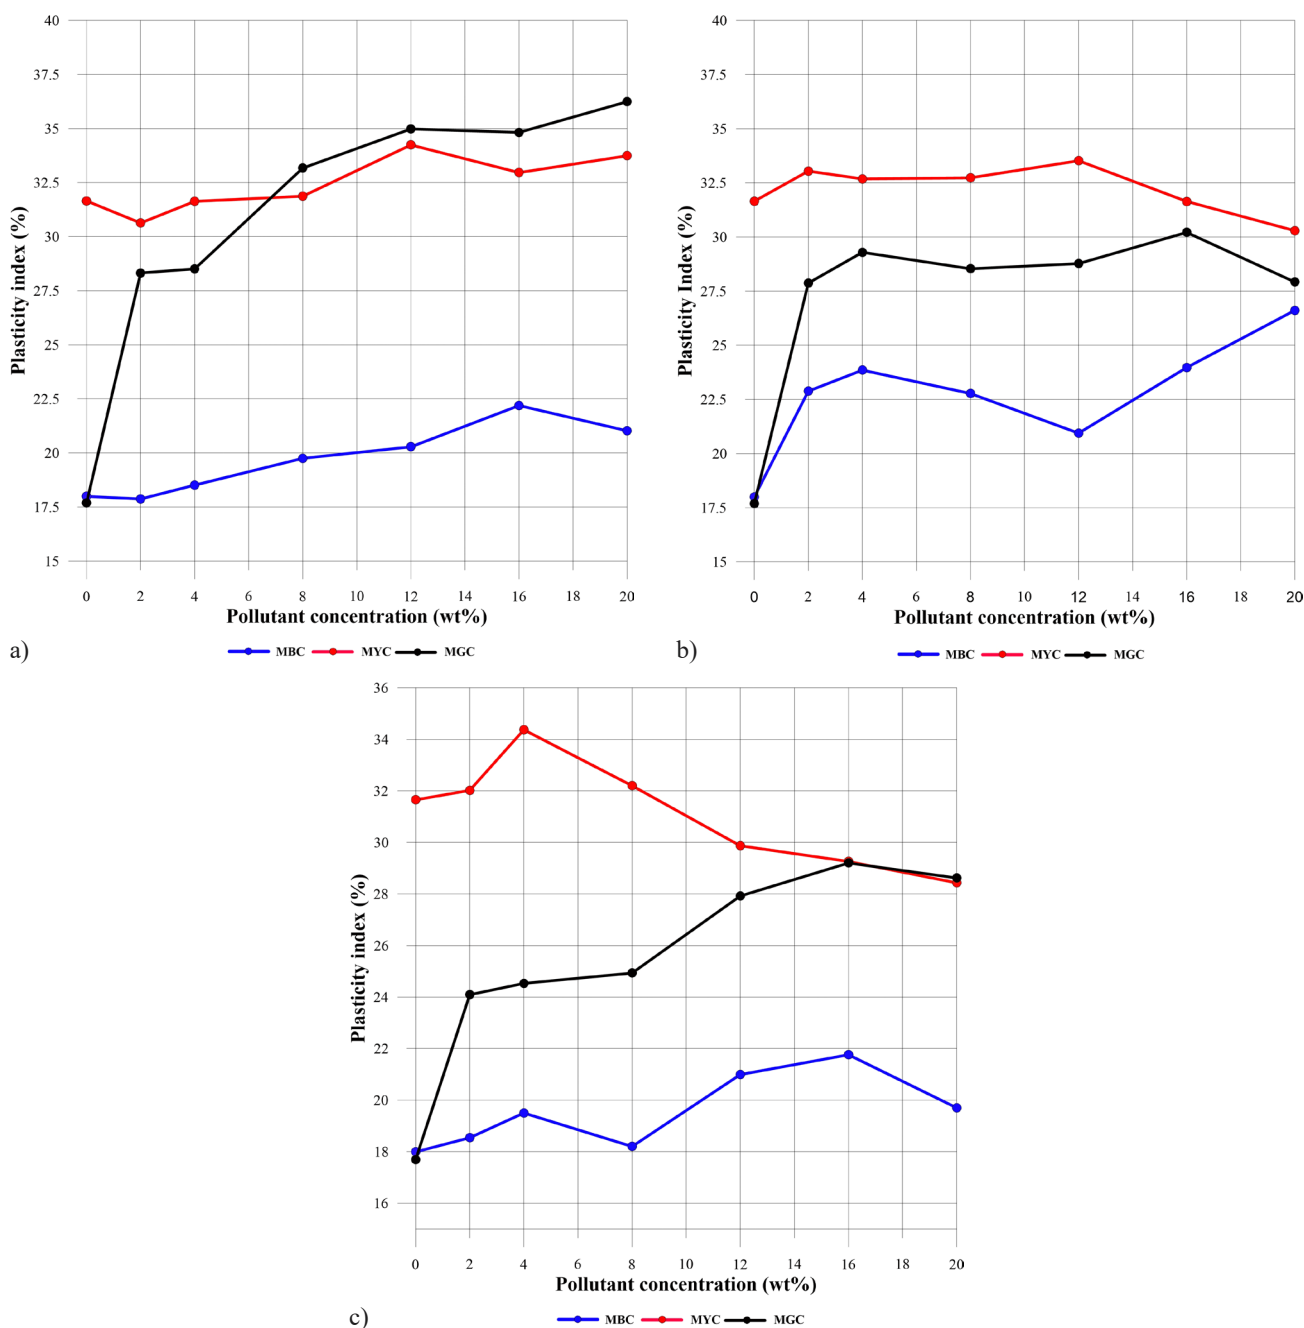 40
37.5
35
32.5
30
27.5
25
22.5
20
17.5
15
Plasticity index (%)
0 2 4 6 8 10 12 14 16 18 20
Pollutant concentration (wt%)
a)
MBC MYC MGC
40
37.5
35
32.5
30
27.5
25
22.5
20
17.5
15
Plasticity Index (%)
0 2 4 6 8 10 12 14 16 18 20
Pollutant concentration (wt%)
b)
MBC MYC MGC
36
34
32
30
28
26
24
22
20
18
16
Plasticity index (%)
0 2 4 6 8 10 12 14 16 18 20
Pollutant concentration (wt%)
c)
MBC MYC MGC